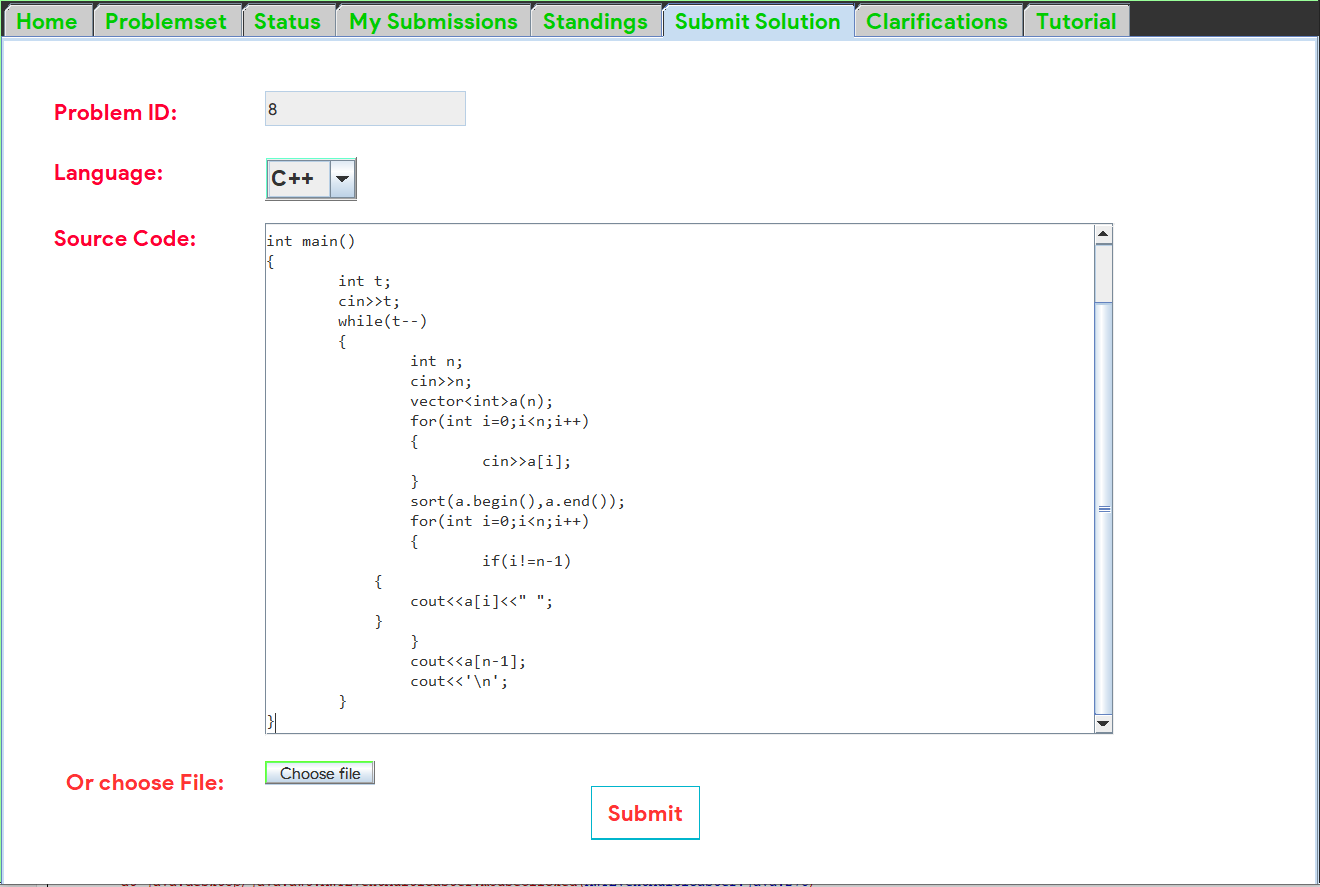 Home Problemset Status My Submissions Standings Submit Solution Clarifications Tutorial
Problem ID: 8
Language: C++
Source Code:
int main()
{
int t;
cin>>t;
while(t--)
{
int n;
cin>>n;
vector<int>a(n);
for(int i=0;i<n;i++)
{
cin>>a[i];
}
sort(a.begin(),a.end());
for(int i=0;i<n;i++)
{
if(i!=n-1)
{
cout<<a[i]<<" ";
}
}
cout<<a[n-1];
cout<<'\n';
}
}
Or choose File: Choose file
Submit